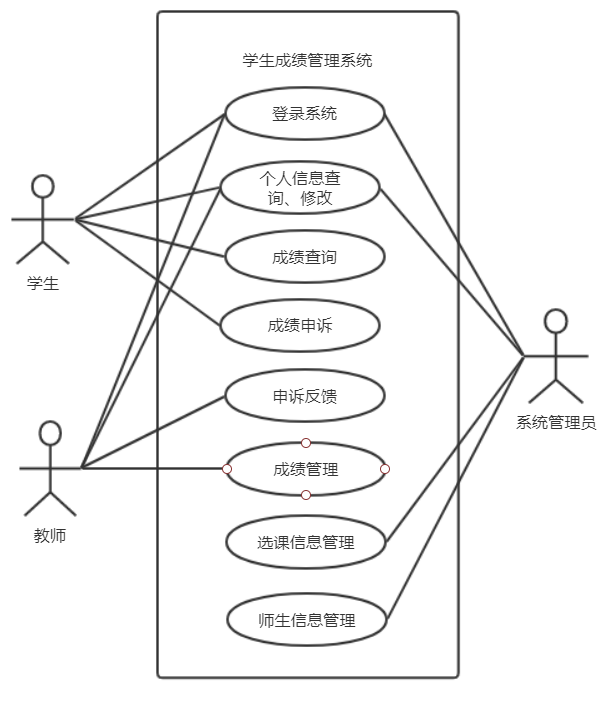 学生成绩管理系统
登录系统
个人信息查
询、修改
学生
成绩查询
成绩申诉
申诉反馈
系统管理员
成绩管理
教师
选课信息管理
师生信息管理